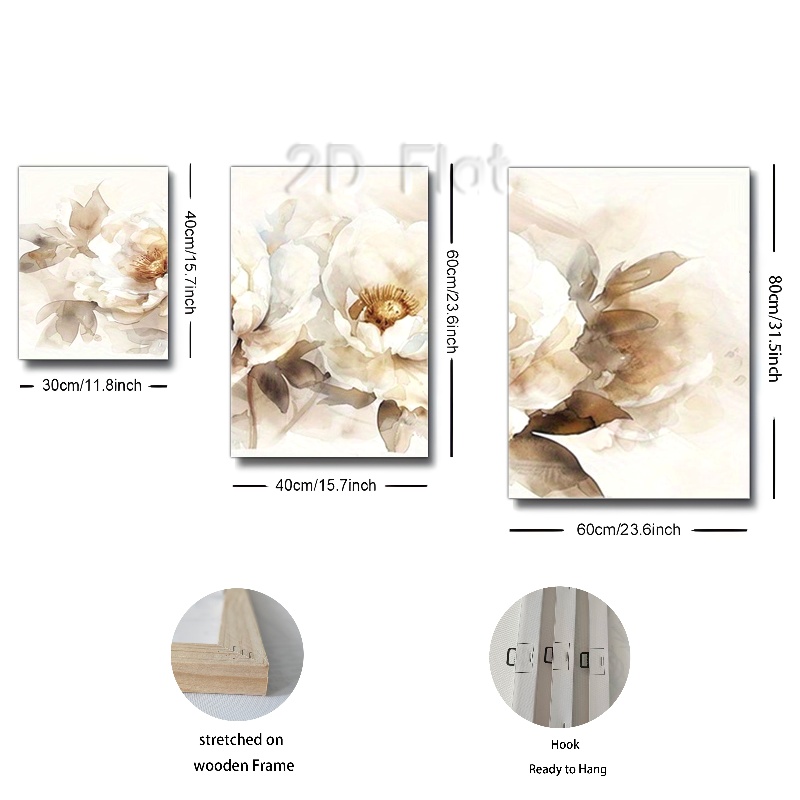 2D Flat
40cm/15.7inch
30cm/11.8inch
60cm/23.6inch
40cm/15.7inch
80cm/31.5inch
60cm/23.6inch
stretched on
wooden Frame
Hook
Ready to Hang